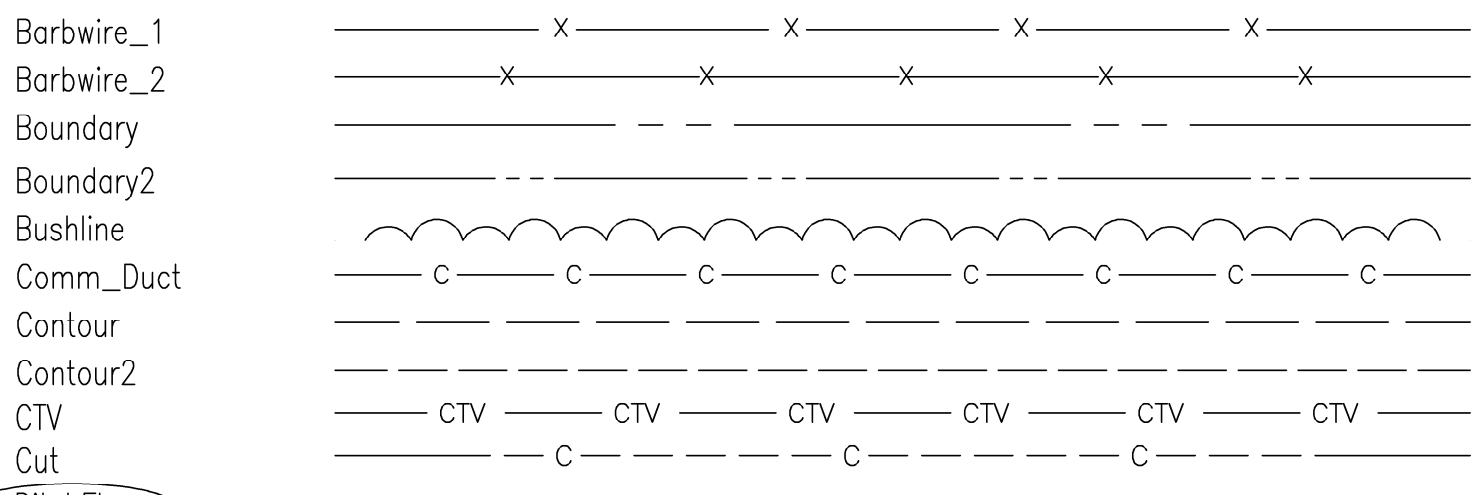 Barbwire_1 X X X X
Barbwire_2 X X X X X
Boundary
Boundary2
Bushline
Comm_Duct C C C C C C C C
Contour
Contour2
CTV CTV CTV CTV CTV CTV CTV
Cut C C C